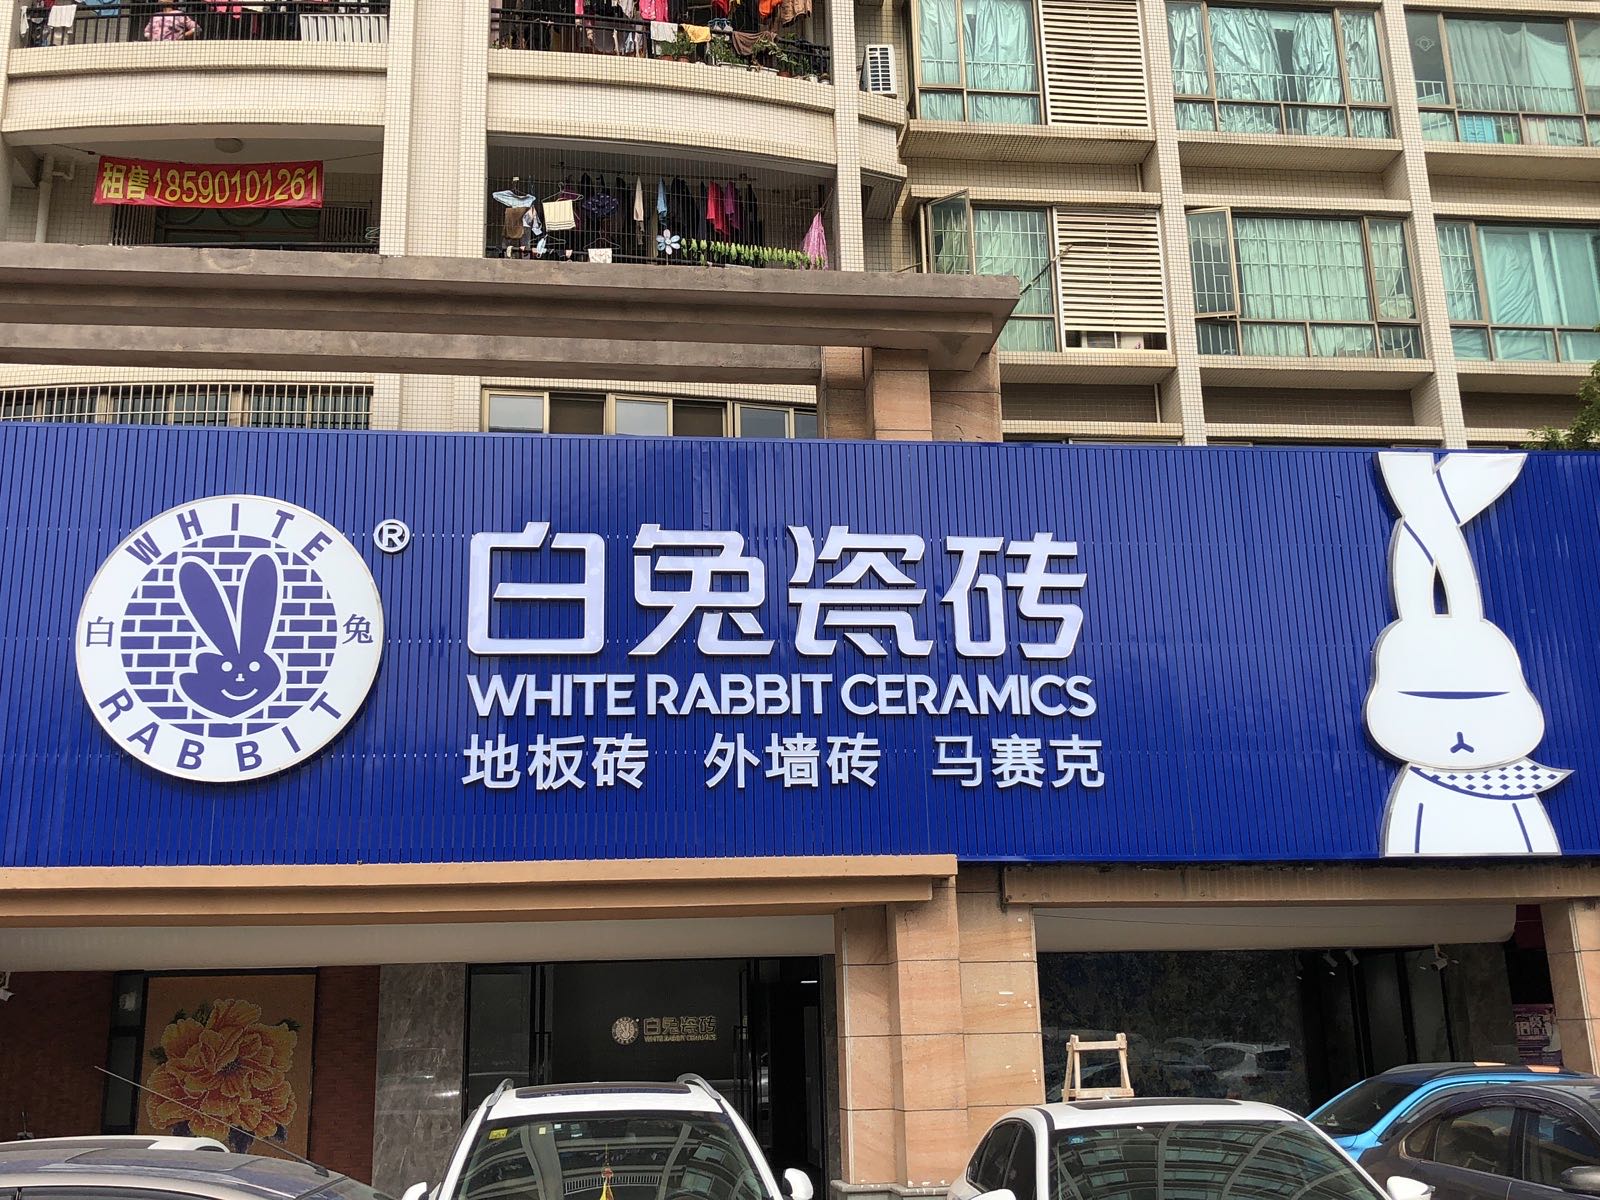 租售18590101261
WHITE
白 兔
RABBIT
®
白兔瓷砖
WHITE RABBIT CERAMICS
地板砖 外墙砖 马赛克
白兔瓷砖
WHITE RABBIT CERAMICS